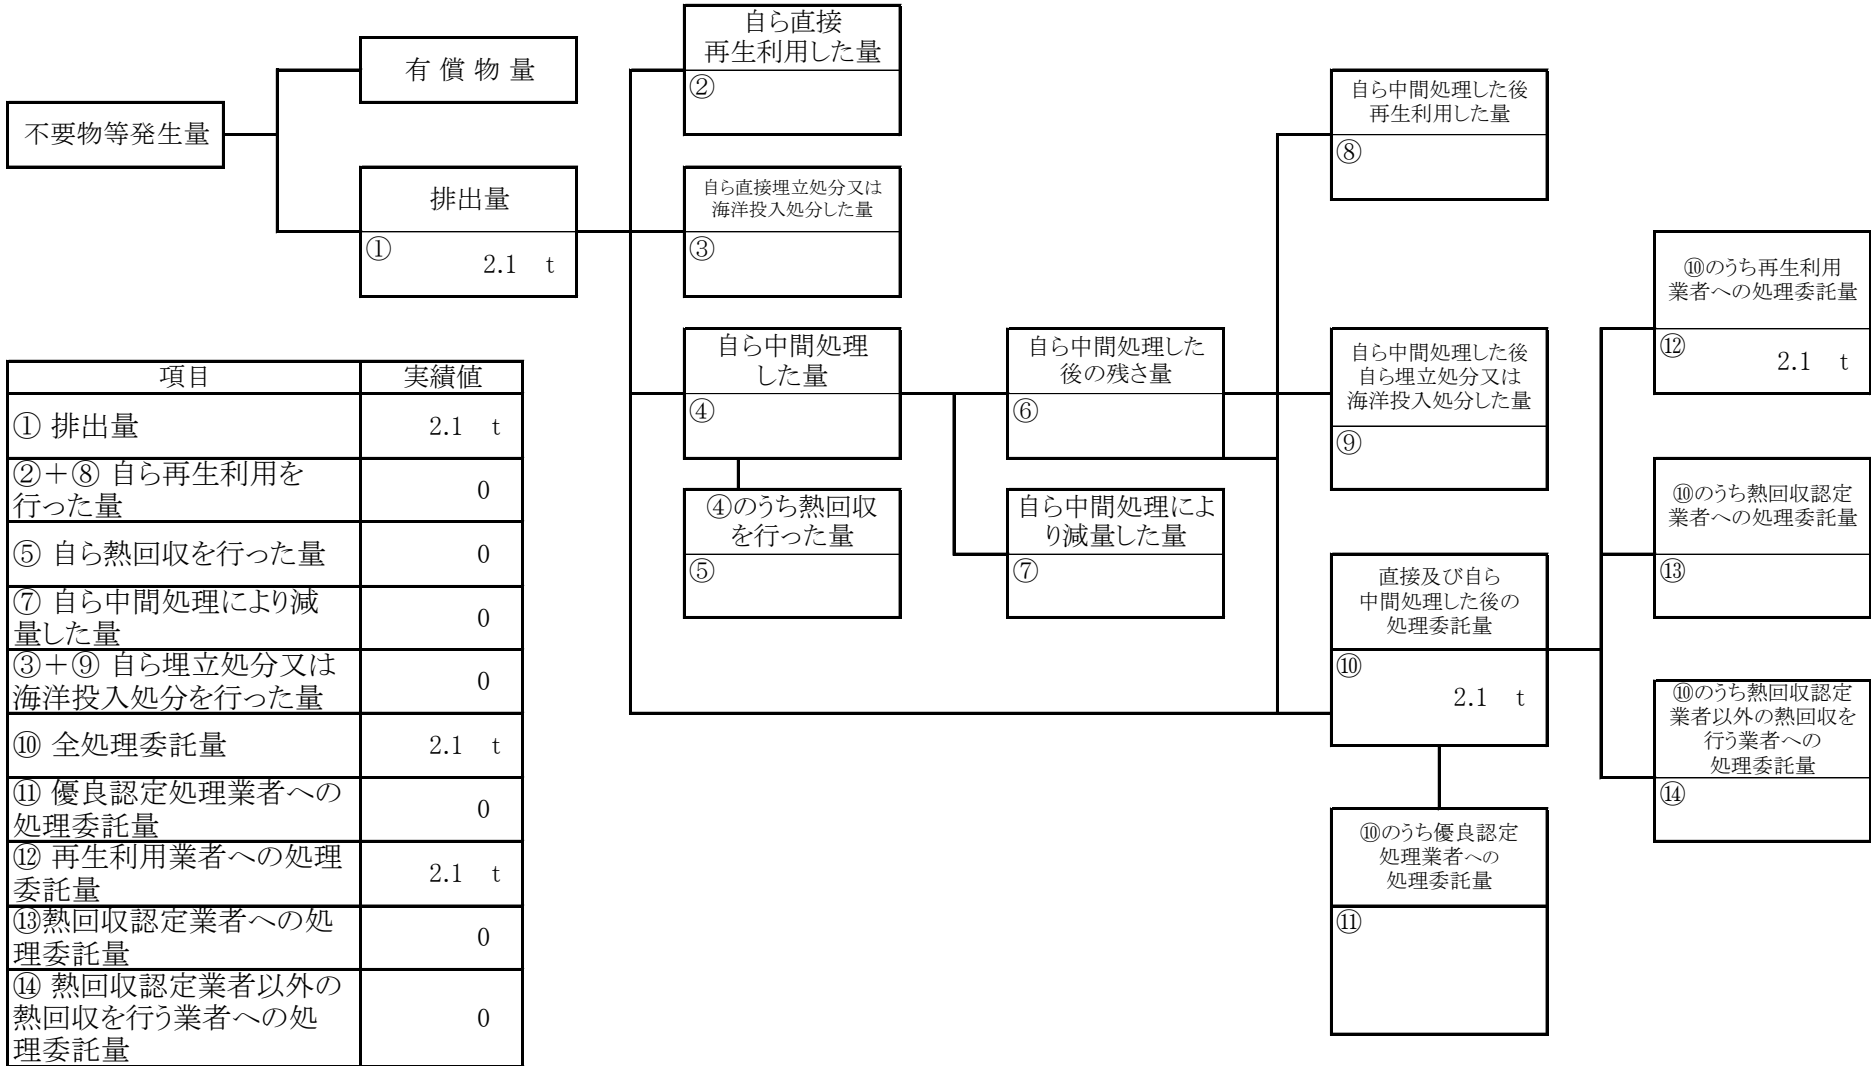 不要物等発生量
有償物量
排出量
① 2.1 t
自ら直接
再生利用した量
②
自ら直接埋立処分又は
海洋投入処分した量
③
自ら中間処理
した量
④
④のうち熱回収
を行った量
⑤
自ら中間処理した
後の残さ量
⑥
自ら中間処理によ
り減量した量
⑦
自ら中間処理した後
再生利用した量
⑧
自ら中間処理した後
自ら埋立処分又は
海洋投入処分した量
⑨
直接及び自ら
中間処理した後の
処理委託量
⑩
2.1 t
⑩のうち優良認定
処理業者への
処理委託量
⑪
⑩のうち再生利用
業者への処理委託量
⑫ 2.1 t
⑩のうち熱回収認定
業者への処理委託量
⑬
⑩のうち熱回収認定
業者以外の熱回収を
行う業者への
処理委託量
⑭
項目 実績値
① 排出量 2.1 t
②+⑧ 自ら再生利用を
行った量 0
⑤ 自ら熱回収を行った量 0
⑦ 自ら中間処理により減
量した量 0
③+⑨ 自ら埋立処分又は
海洋投入処分を行った量 0
⑩ 全処理委託量 2.1 t
⑪ 優良認定処理業者への
処理委託量 0
⑫ 再生利用業者への処理
委託量 2.1 t
⑬熱回収認定業者への処
理委託量 0
⑭ 熱回収認定業者以外の
熱回収を行う業者への処
理委託量 0